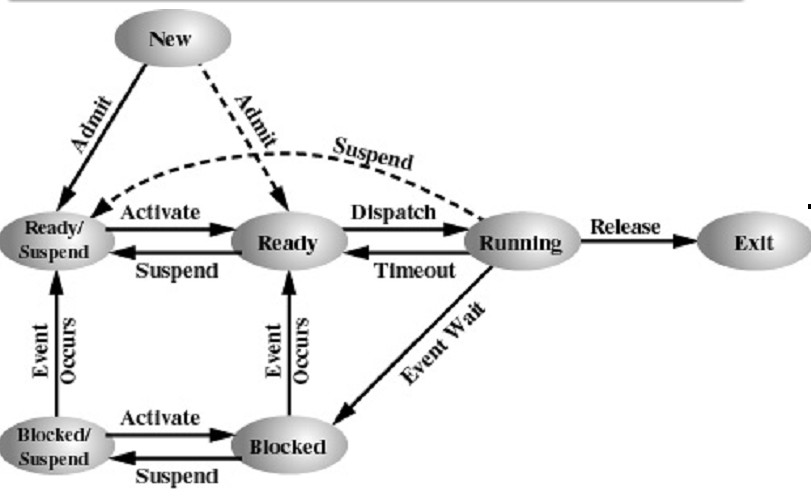 New
Admit
Admit
Suspend
Ready/
Suspend
Activate
Suspend
Ready
Dispatch
Timeout
Running
Release
Exit
Event
Occurs
Event
Occurs
Event Wait
Blocked/
Suspend
Activate
Suspend
Blocked